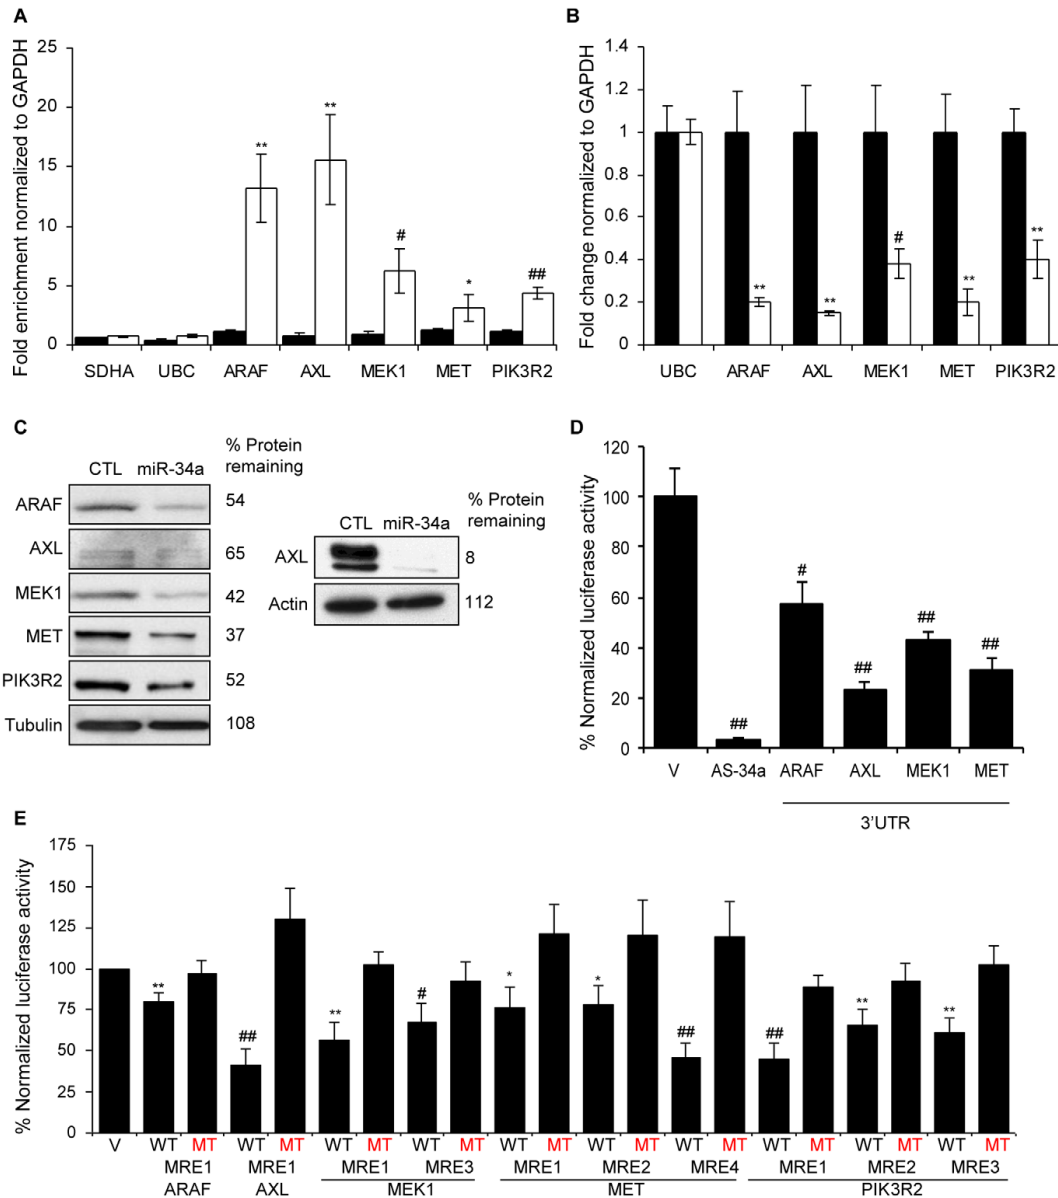 A
Fold enrichment normalized to GAPDH
25
20
15
10
5
0
** ** # * ##
SDHA UBC ARAF AXL MEK1 MET PIK3R2
B
Fold change normalized to GAPDH
1.4
1.2
1
0.8
0.6
0.4
0.2
0
** ** # ** **
UBC ARAF AXL MEK1 MET PIK3R2
C
% Protein
remaining
CTL miR-34a
ARAF 54
AXL 65
MEK1 42
MET 37
PIK3R2 52
Tubulin 108
% Protein
remaining
CTL miR-34a
AXL 8
Actin 112
D
% Normalized luciferase activity
120
100
80
60
40
20
0
## # ## ## ##
V AS-34a ARAF AXL MEK1 MET
3'UTR
E
% Normalized luciferase activity
175
150
125
100
75
50
25
0
** ## ** # * * ## ## ** **
V WT MT WT MT WT MT WT MT WT MT WT MT WT MT WT MT WT MT WT MT
MRE1 MRE1 MRE1 MRE3 MRE1 MRE2 MRE4 MRE1 MRE2 MRE3
ARAF AXL MEK1 MET PIK3R2